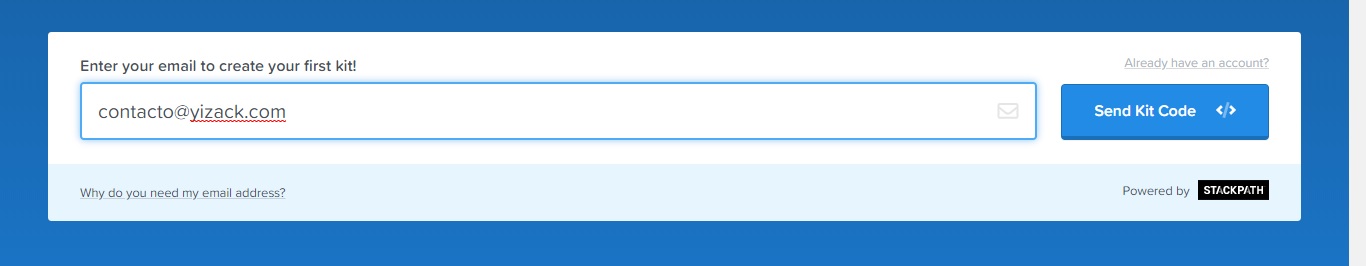 Enter your email to create your first kit!
Already have an account?
contacto@yizack.com
Send Kit Code </>
Why do you need my email address?
Powered by STACKPATH